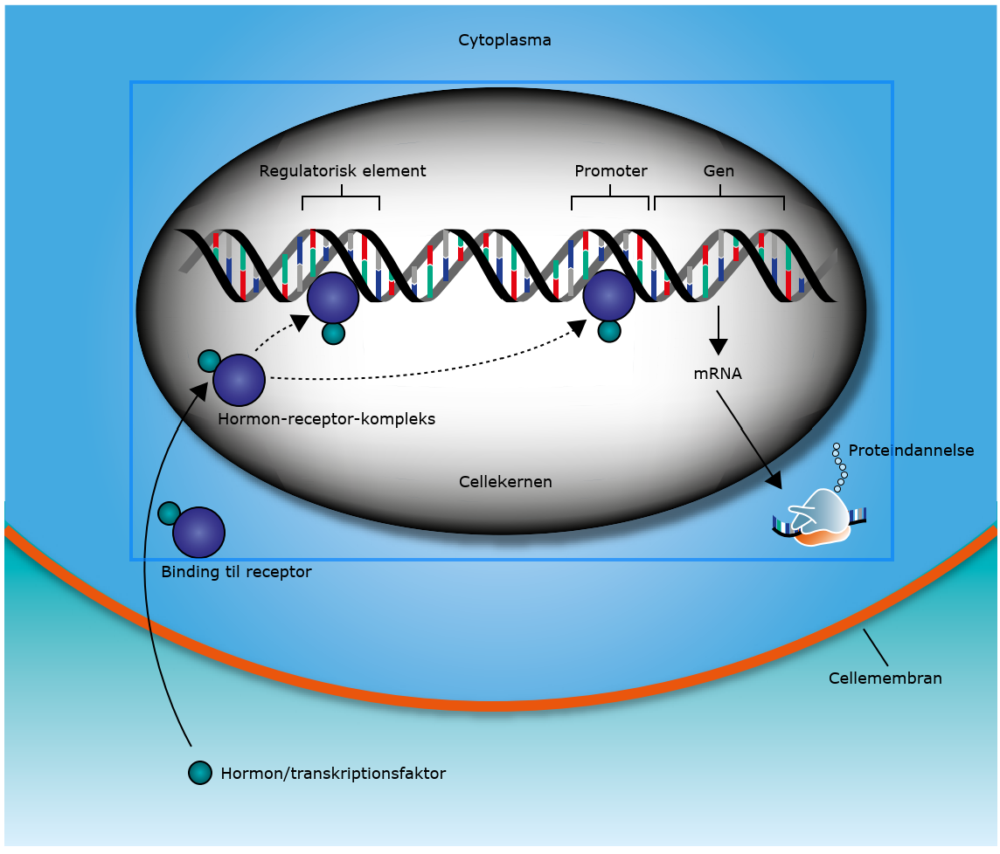 Cytoplasma
Regulatorisk element
Promoter
Gen
mRNA
Hormon-receptor-kompleks
Proteindannelse
Cellekernen
Binding til receptor
Cellemembran
Hormon/transkriptionsfaktor